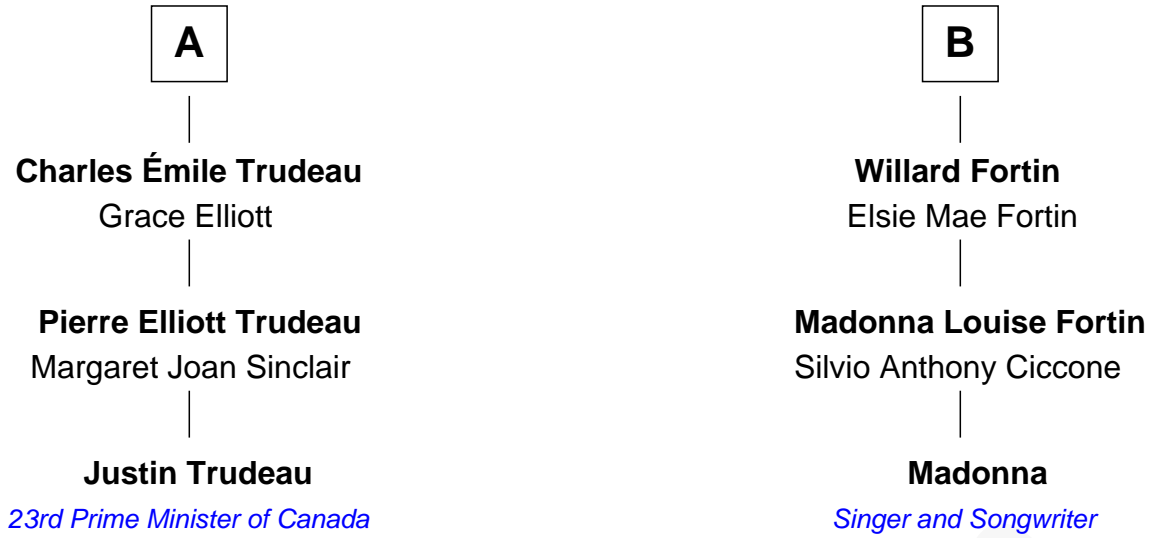 A
Charles Émile Trudeau
Grace Elliott
Pierre Elliott Trudeau
Margaret Joan Sinclair
Justin Trudeau
23rd Prime Minister of Canada
B
Willard Fortin
Elsie Mae Fortin
Madonna Louise Fortin
Silvio Anthony Ciccone
Madonna
Singer and Songwriter